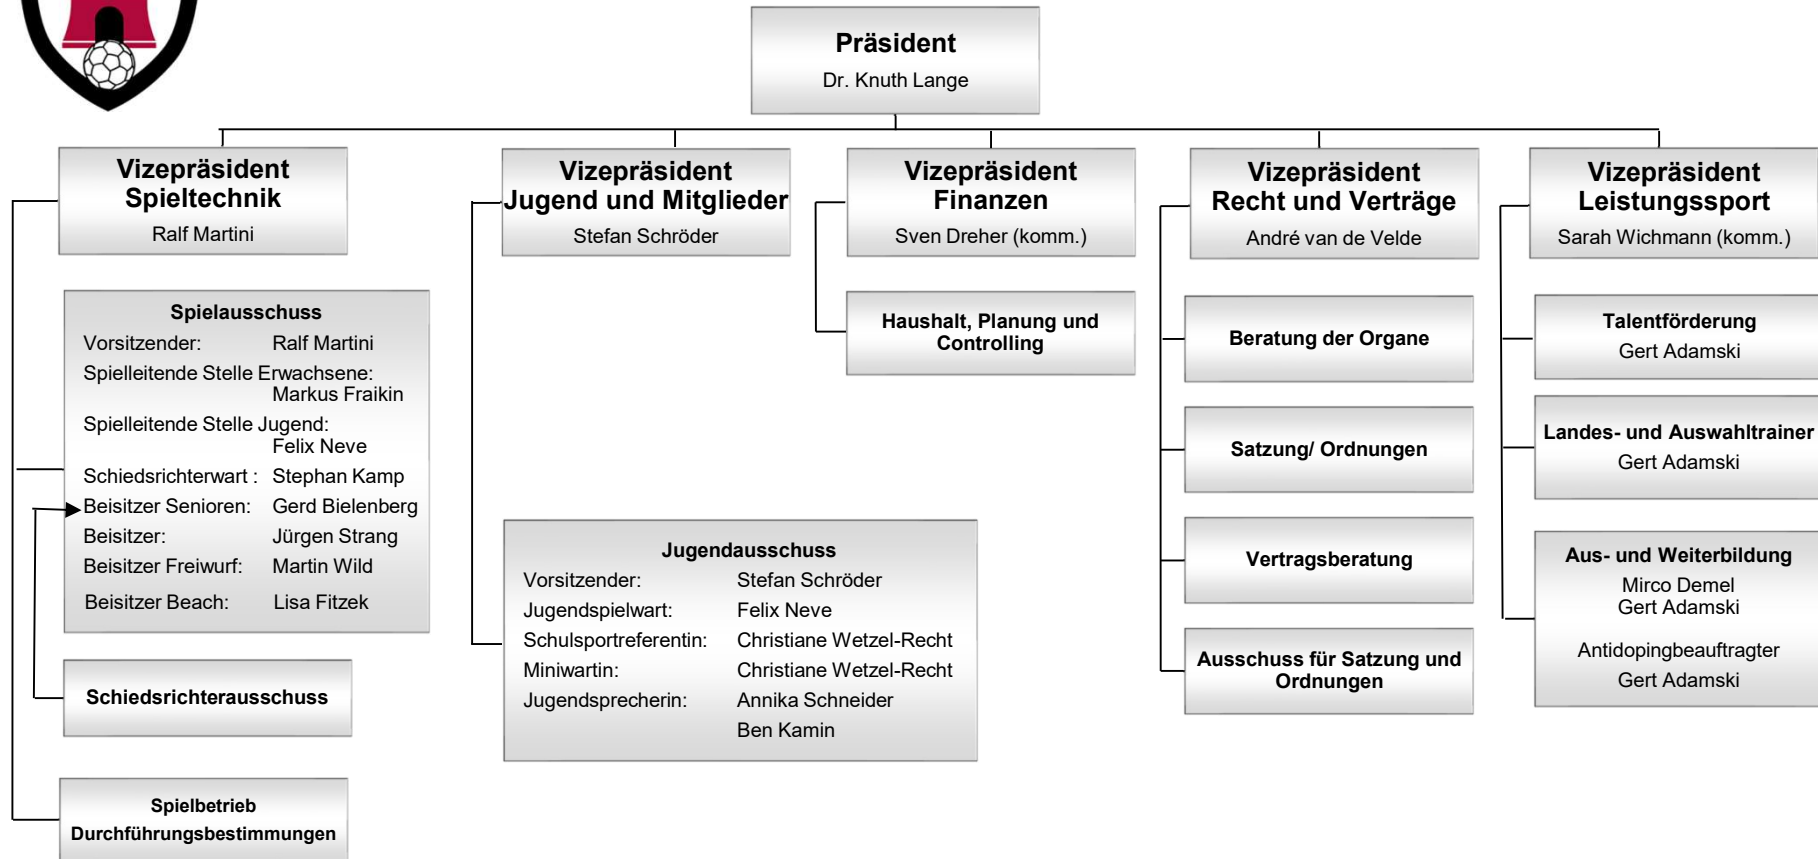 Präsident
Dr. Knuth Lange
Vizepräsident
Spieltechnik
Ralf Martini
Vizepräsident
Jugend und Mitglieder
Stefan Schröder
Vizepräsident
Finanzen
Sven Dreher (komm.)
Vizepräsident
Recht und Verträge
André van de Velde
Vizepräsident
Leistungssport
Sarah Wichmann (komm.)
Spielausschuss
Vorsitzender: Ralf Martini
Spielleitende Stelle Erwachsene:
Markus Fraikin
Spielleitende Stelle Jugend:
Felix Neve
Schiedsrichterwart : Stephan Kamp
Beisitzer Senioren: Gerd Bielenberg
Beisitzer: Jürgen Strang
Beisitzer Freiwurf: Martin Wild
Beisitzer Beach: Lisa Fitzek
Schiedsrichterausschuss
Spielbetrieb
Durchführungsbestimmungen
Jugendausschuss
Vorsitzender: Stefan Schröder
Jugendspielwart: Felix Neve
Schulsportreferentin: Christiane Wetzel-Recht
Miniwartin: Christiane Wetzel-Recht
Jugendsprecherin: Annika Schneider
Ben Kamin
Haushalt, Planung und
Controlling
Beratung der Organe
Satzung/ Ordnungen
Vertragsberatung
Ausschuss für Satzung und
Ordnungen
Talentförderung
Gert Adamski
Landes- und Auswahltrainer
Gert Adamski
Aus- und Weiterbildung
Mirco Demel
Gert Adamski
Antidopingbeauftragter
Gert Adamski